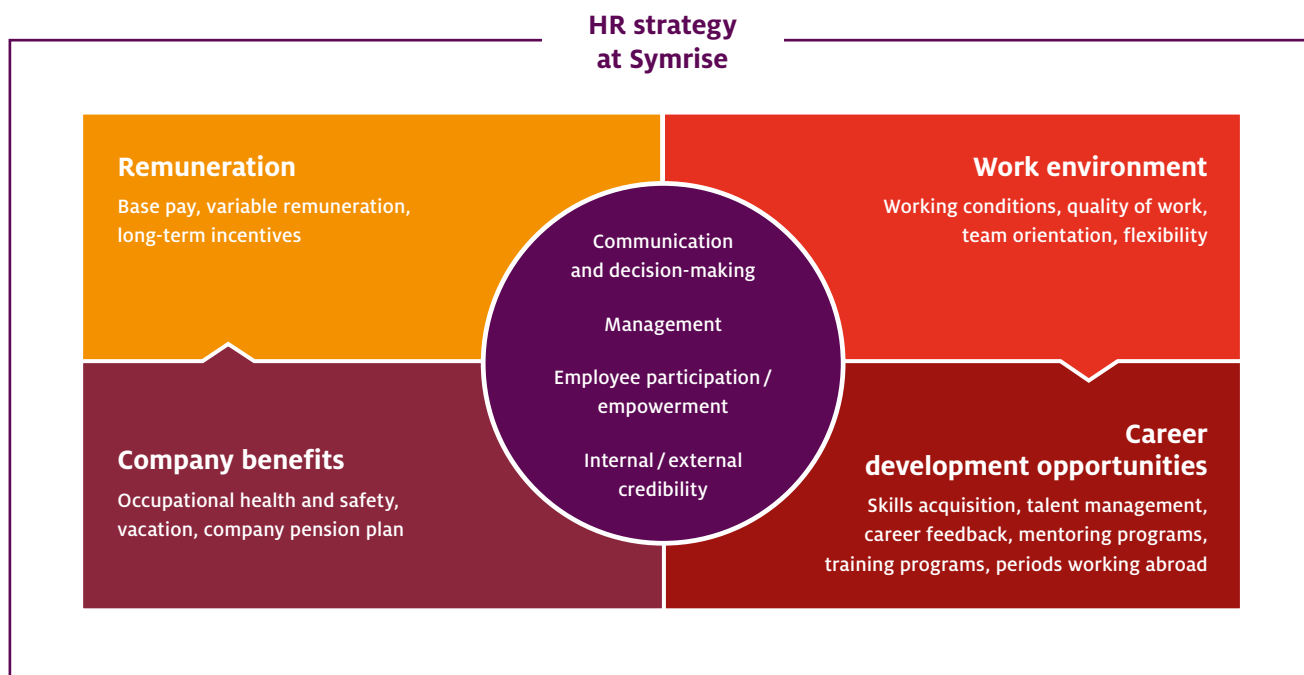 HR strategy
at Symrise
Remuneration
Base pay, variable remuneration,
long-term incentives
Work environment
Working conditions, quality of work,
team orientation, flexibility
Communication
and decision-making
Management
Employee participation / 
empowerment
Internal / external
credibility
Company benefits
Occupational health and safety,
vacation, company pension plan
Career
development opportunities
Skills acquisition, talent management,
career feedback, mentoring programs,
training programs, periods working abroad